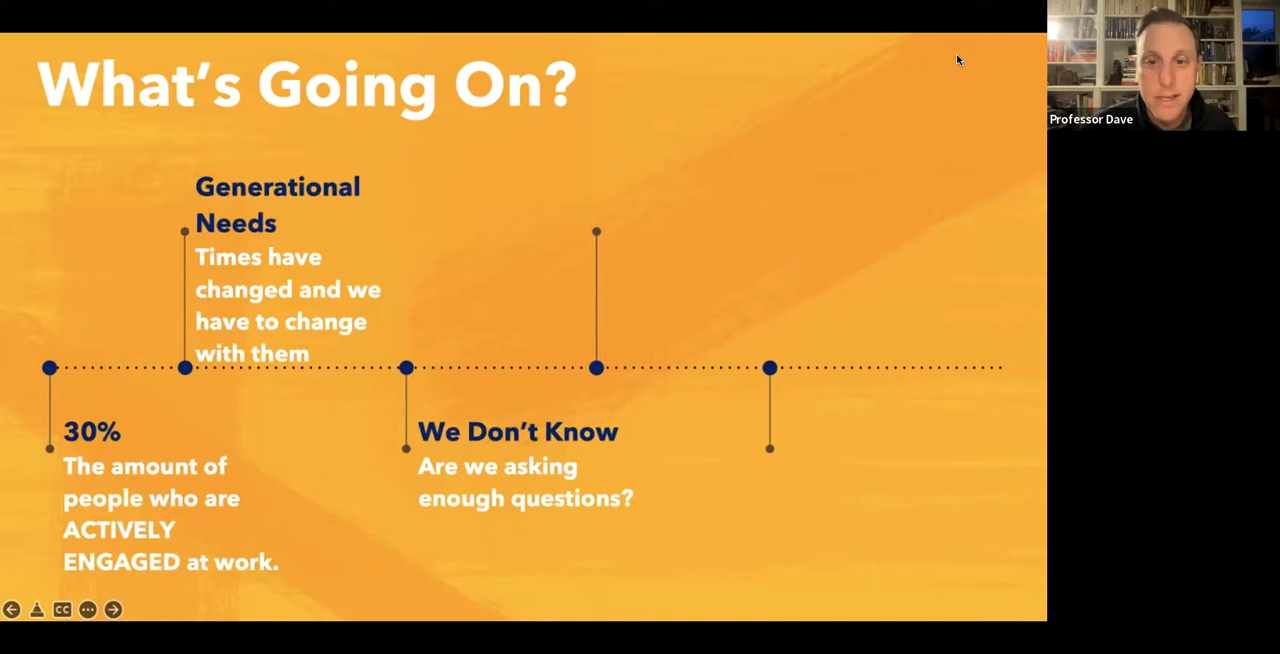 What’s Going On?
Professor Dave
Generational
Needs
Times have
changed and we
have to change
with them
30%
The amount of
people who are
ACTIVELY
ENGAGED at work.
We Don’t Know
Are we asking
enough questions?
CC